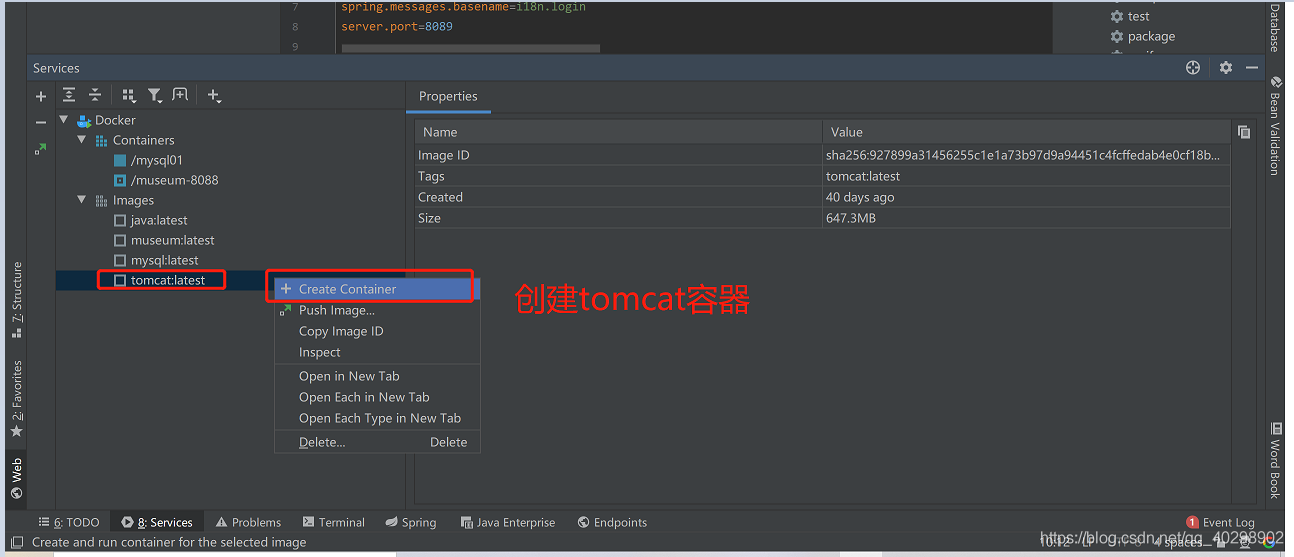 7 spring.messages.basename=i18n.login
8 server.port=8089
9
test
package
Services
Properties
Docker
Containers
/mysql01
/museum-8088
Images
java:latest
museum:latest
mysql:latest
tomcat:latest
Name Value
Image ID sha256:927899a31456255c1e1a73b97d9a94451c4fcffedab4e0cf18b...
Tags tomcat:latest
Created 40 days ago
Size 647.3MB
Create Container
Push Image...
Copy Image ID
Inspect
Open in New Tab
Open Each in New Tab
Open Each Type in New Tab
Delete... Delete
创建tomcat容器
7: Structure
2: Favorites
Web
Database
Bean Validation
Word Book
6: TODO 8: Services Problems Terminal Spring Java Enterprise Endpoints 1 Event Log
Create and run container for the selected image
10:12 LF 4 spaces
https://blog.csdn.net/qq_40298902